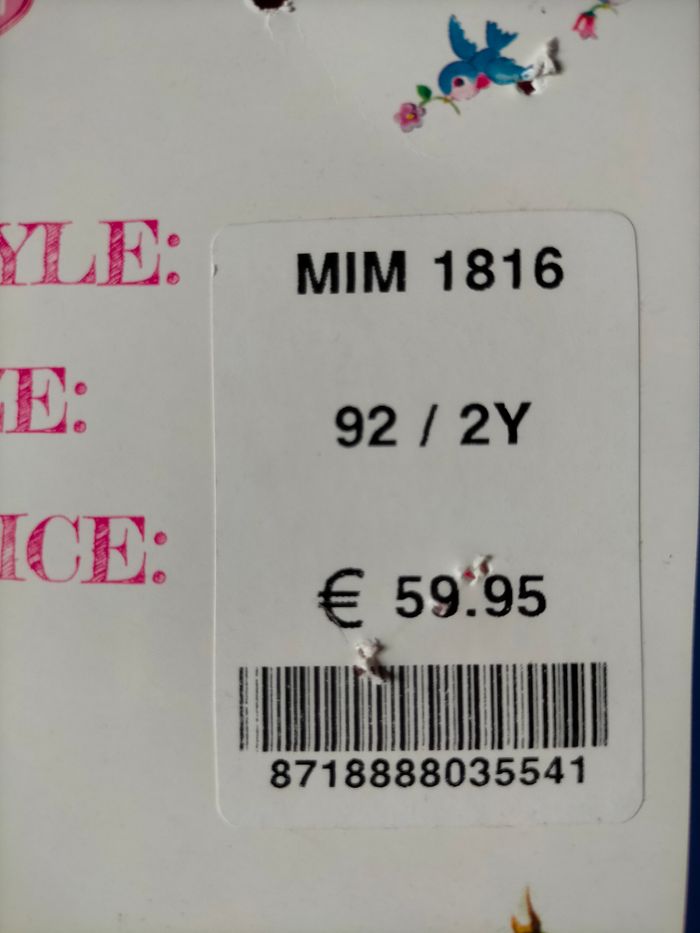 YLE: MIM 1816
E: 92 / 2Y
ICE: € 59.95
8718888035541